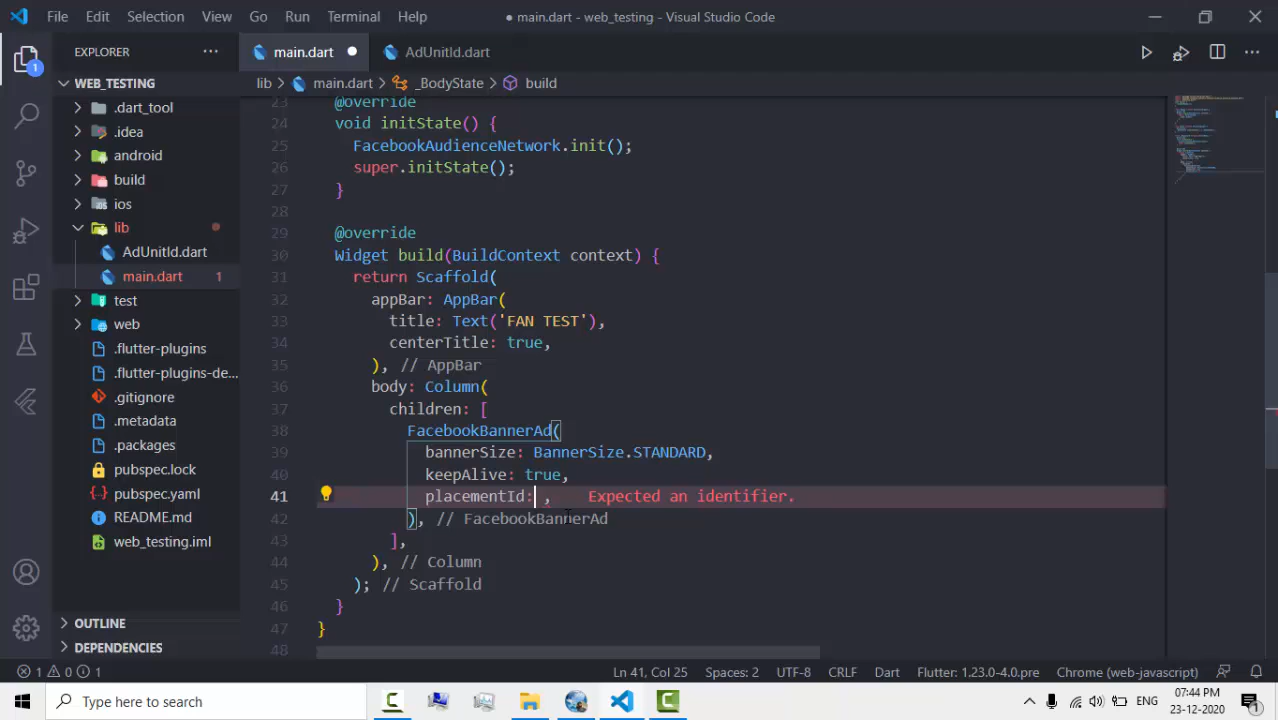 File Edit Selection View Go Run Terminal Help
● main.dart - web_testing - Visual Studio Code
EXPLORER
main.dart
AdUnitId.dart
WEB_TESTING
lib > main.dart > _BodyState > build
.dart_tool
.idea
android
build
ios
lib
AdUnitId.dart
main.dart 1
test
web
.flutter-plugins
.flutter-plugins-de...
.gitignore
.metadata
.packages
pubspec.lock
pubspec.yaml
README.md
web_testing.iml
OUTLINE
DEPENDENCIES
1
23 @override
24 void initState() {
25 FacebookAudienceNetwork.init();
26 super.initState();
27 }
28
29 @override
30 Widget build(BuildContext context) {
31 return Scaffold(
32 appBar: AppBar(
33 title: Text('FAN TEST'),
34 centerTitle: true,
35 ), // AppBar
36 body: Column(
37 children: [
38 FacebookBannerAd(
39 bannerSize: BannerSize.STANDARD,
40 keepAlive: true,
41 placementId: , Expected an identifier.
42 ), // FacebookBannerAd
43 ],
44 ), // Column
45 ); // Scaffold
46 }
47 }
48
1 0 1
Ln 41, Col 25 Spaces: 2 UTF-8 CRLF Dart Flutter: 1.23.0-4.0.pre Chrome (web-javascript)
Type here to search
ENG
07:44 PM
23-12-2020